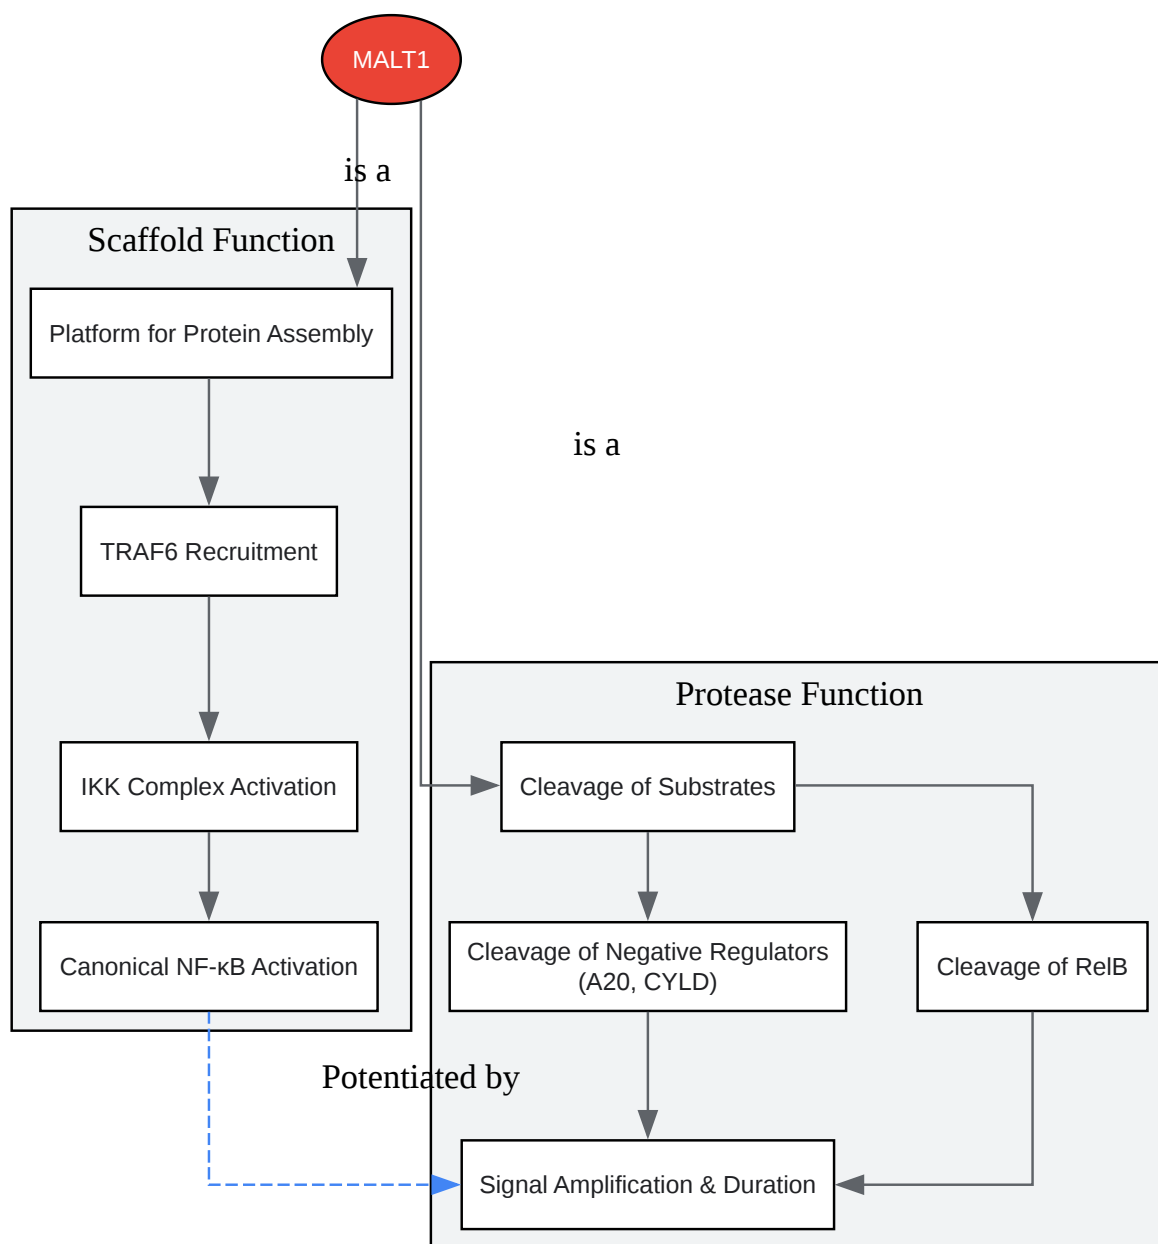 MALT1
is a
Scaffold Function
Platform for Protein Assembly
is a
TRAF6 Recruitment
Protease Function
IKK Complex Activation
Cleavage of Substrates
Canonical NF-κB Activation
Cleavage of Negative Regulators
(A20, CYLD)
Cleavage of RelB
Potentiated by
Signal Amplification & Duration